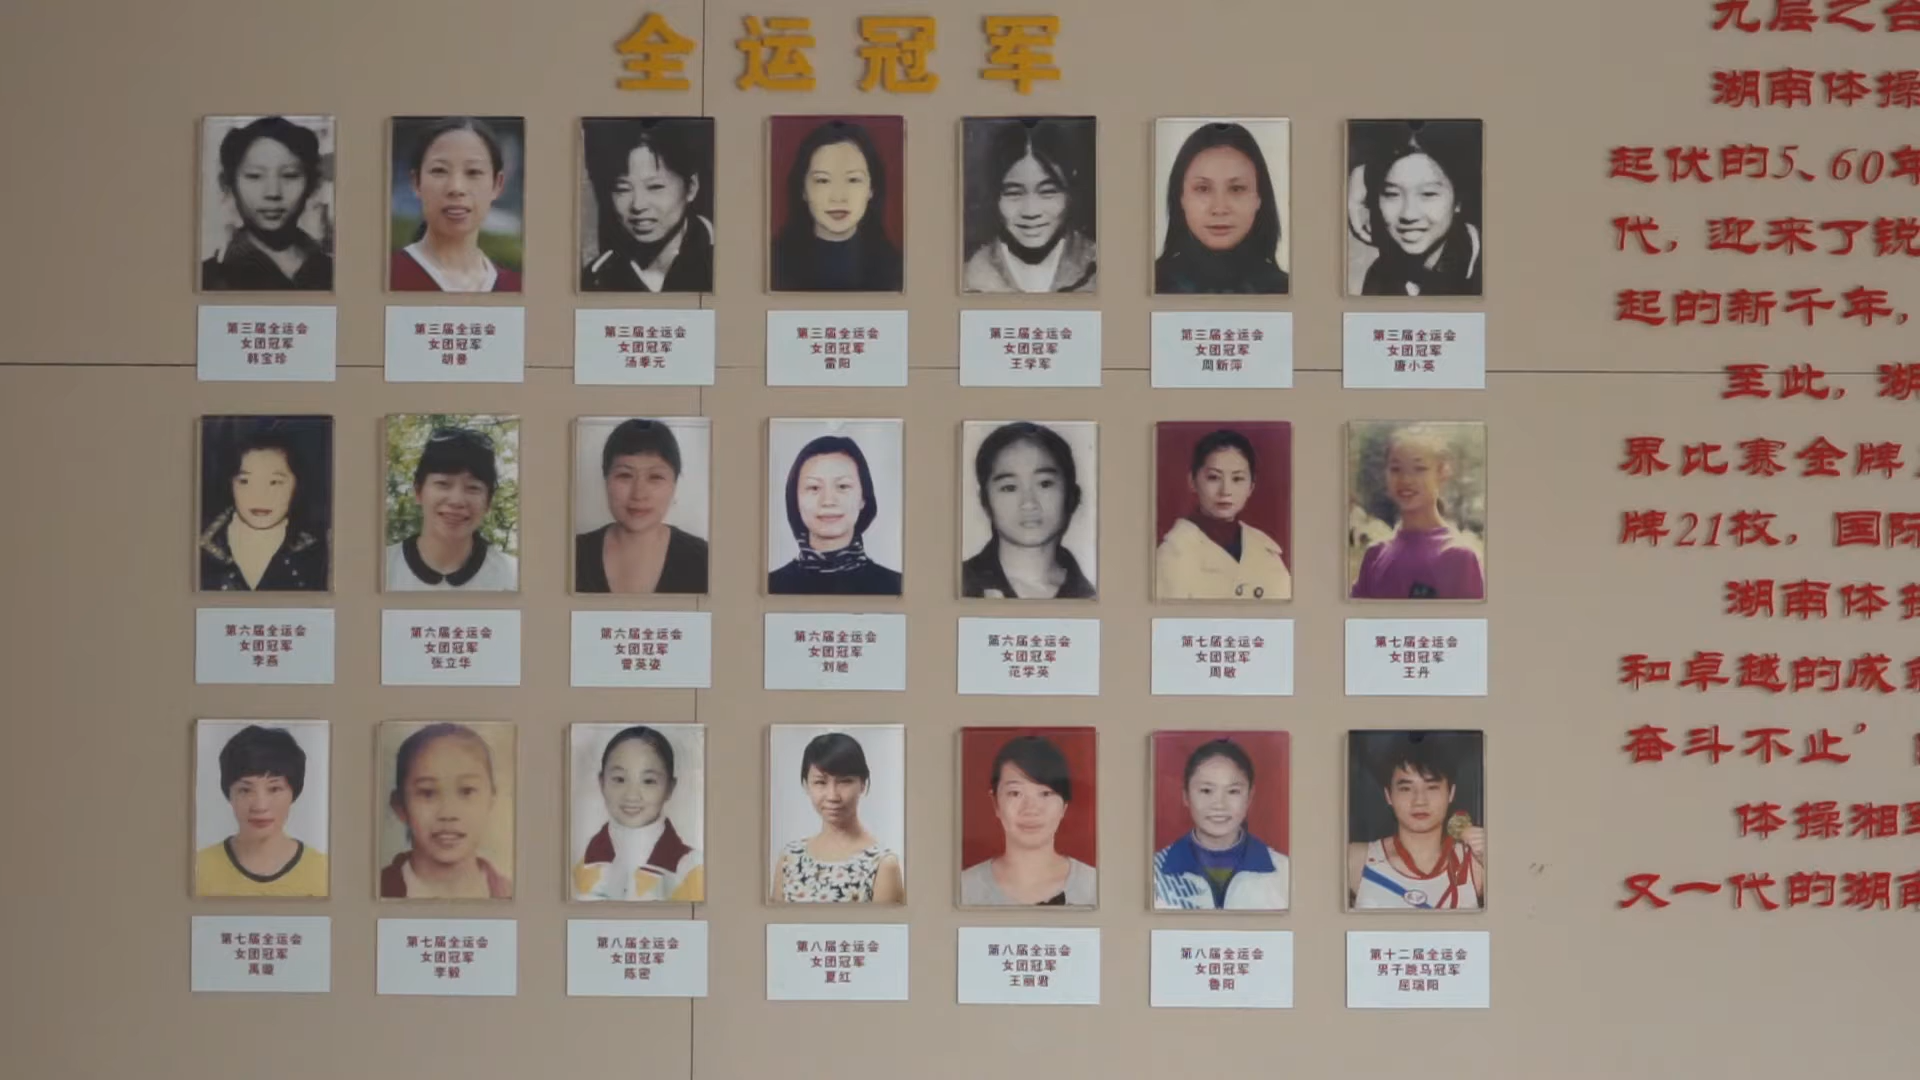 全运冠军
第三届全运会
女团冠军
韩宝珍
第三届全运会
女团冠军
胡景
第三届全运会
女团冠军
汤季元
第三届全运会
女团冠军
雷阳
第三届全运会
女团冠军
王学军
第三届全运会
女团冠军
周新萍
第三届全运会
女团冠军
唐小英
第六届全运会
女团冠军
李燕
第六届全运会
女团冠军
张立华
第六届全运会
女团冠军
曾英姿
第六届全运会
女团冠军
刘驰
第六届全运会
女团冠军
范学英
第七届全运会
女团冠军
周敏
第七届全运会
女团冠军
王丹
第七届全运会
女团冠军
禹璇
第七届全运会
女团冠军
李毅
第八届全运会
女团冠军
陈密
第八届全运会
女团冠军
夏红
第八届全运会
女团冠军
王丽君
第八届全运会
女团冠军
鲁阳
第十二届全运会
男子跳马冠军
屈瑞阳
九层之台
湖南体操
起伏的5、60年
代，迎来了锐
起的新千年，
至此，湖
界比赛金牌
牌21枚，国际
湖南体操
和卓越的成就
奋斗不止’
体操湘
又一代的湖南